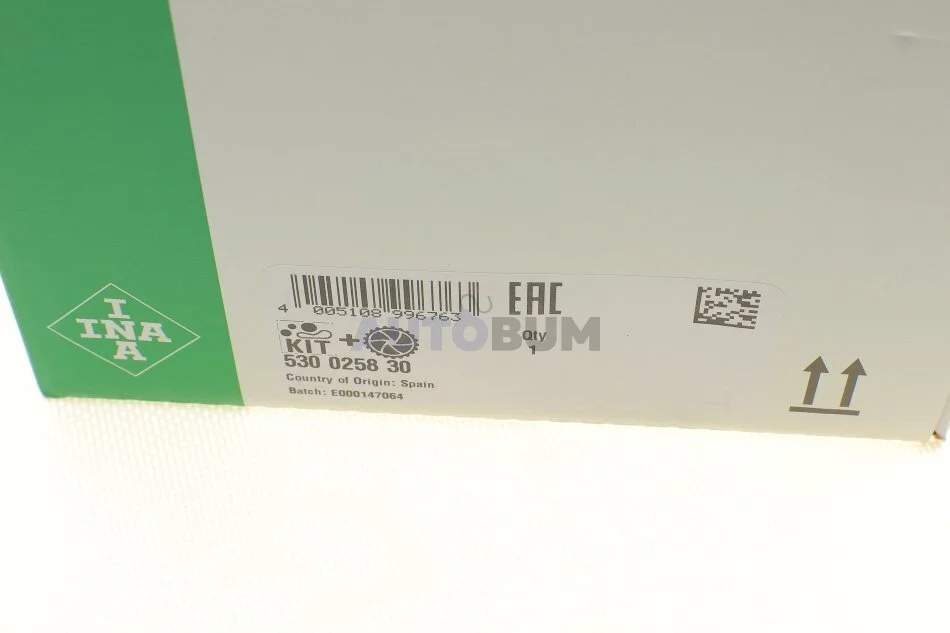 I
INA
A
4 005108 996763
EAC
AUTOBUM
KIT +
Qty
1
530 0258 30
Country of Origin: Spain
Batch: E000147064